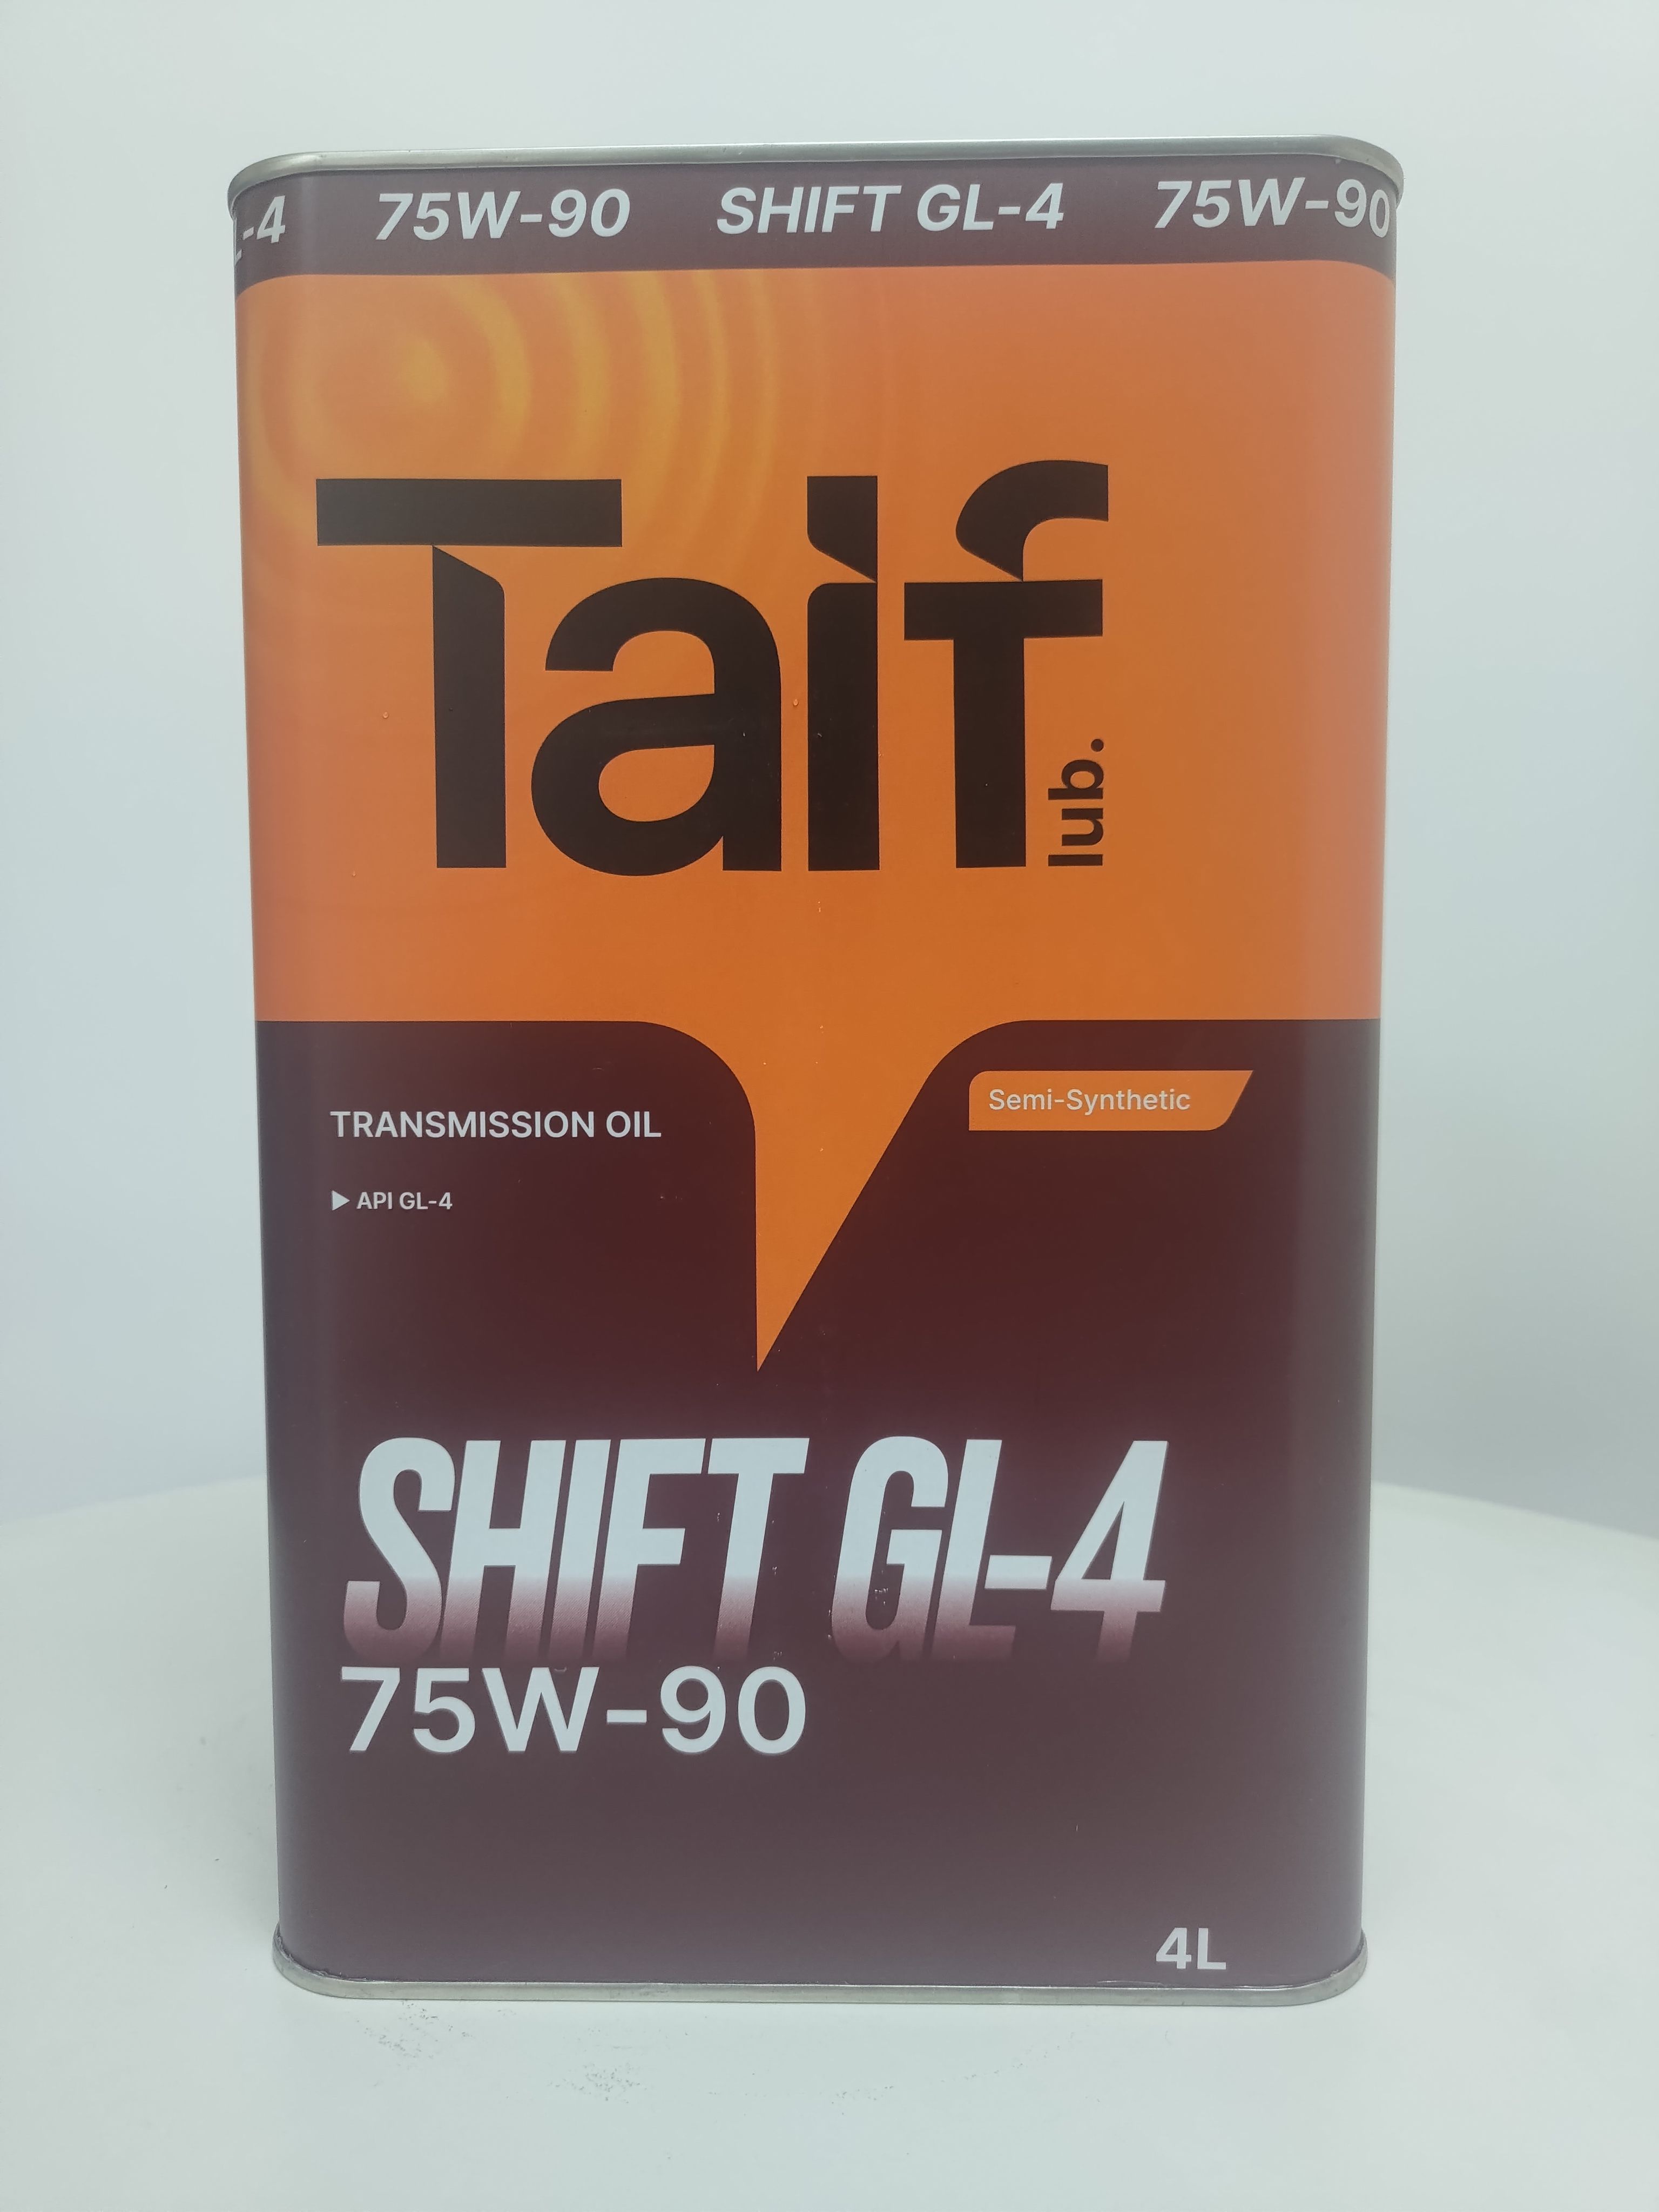 -4 75W-90 SHIFT GL-4 75W-90
Taif
lub.
Semi-Synthetic
TRANSMISSION OIL
▶ API GL-4
SHIFT GL-4
75W-90
4L